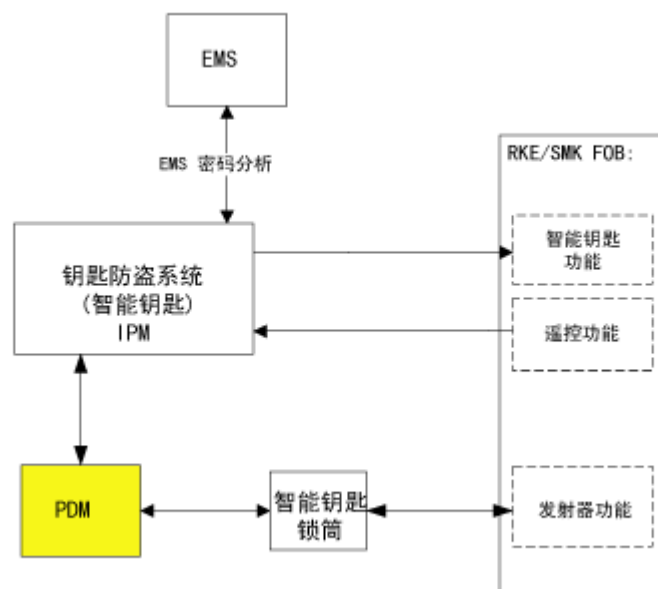 EMS
EMS 密码分析
RKE/SMK FOB:
钥匙防盗系统
(智能钥匙)
IPM
智能钥匙
功能
遥控功能
PDM
智能钥匙
锁筒
发射器功能